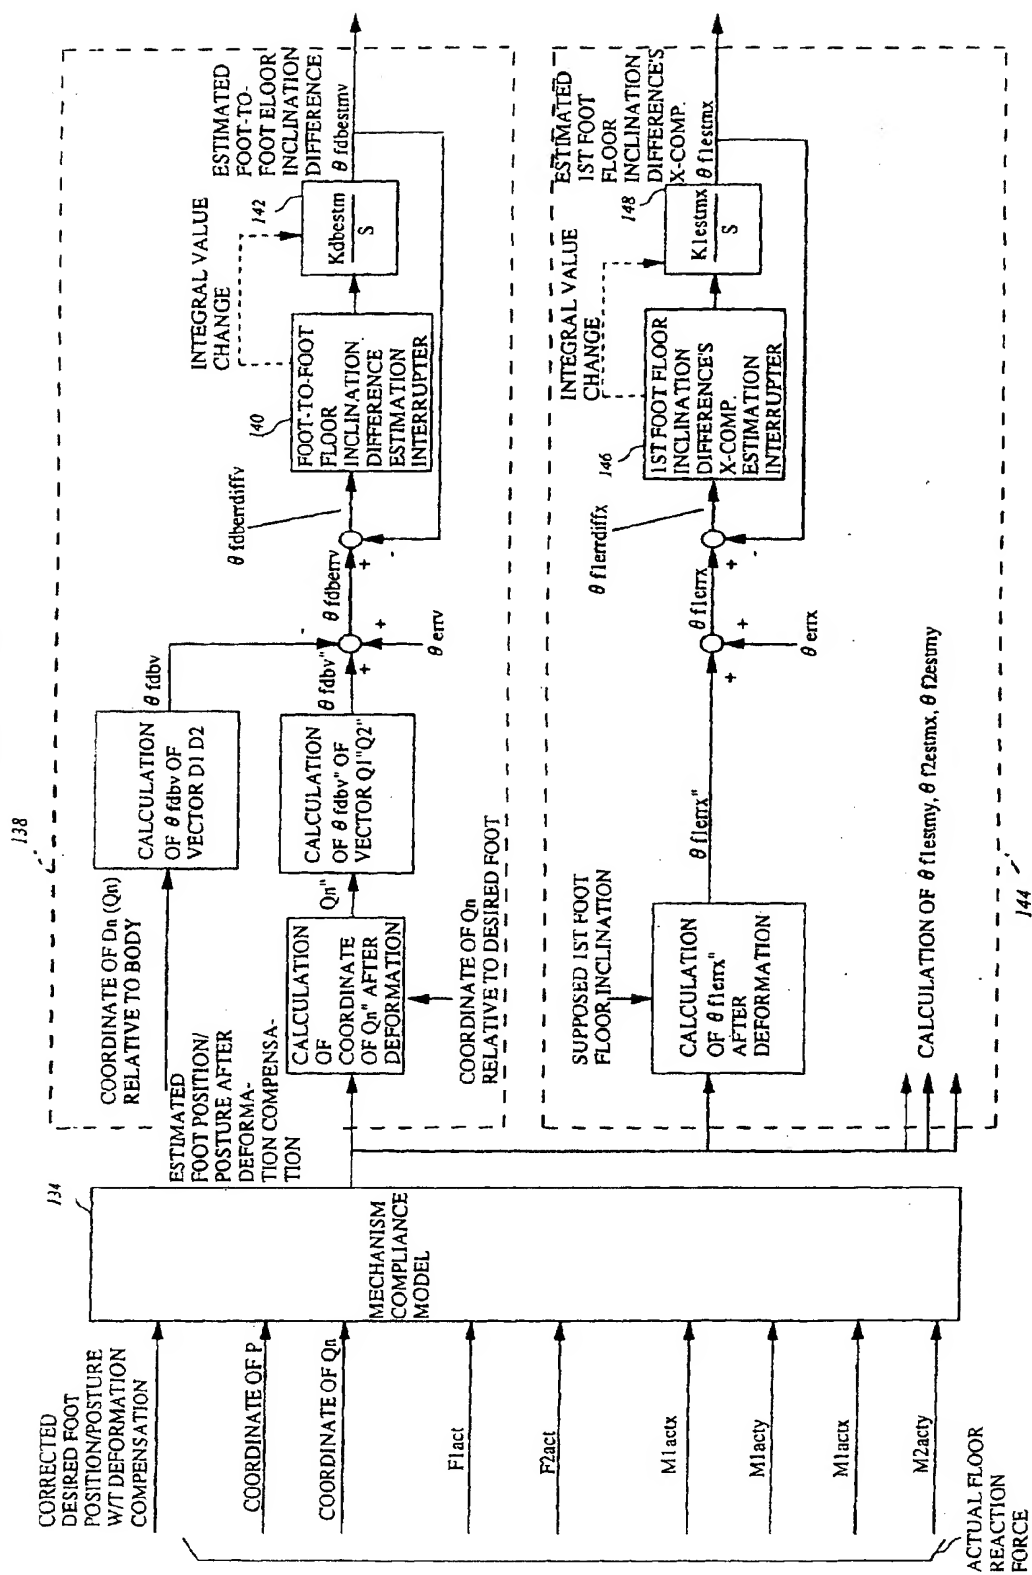 CORRECTED
DESIRED FOOT
POSITION/POSTURE
W/T DEFORMATION
COMPENSATION
COORDINATE OF P
COORDINATE OF Qn
F1act
F2act
M1actx
M1acty
M1actx
M2acty
ACTUAL FLOOR
REACTION
FORCE
134
MECHANISM
COMPLIANCE
MODEL
138
COORDINATE OF Dn (Qn)
RELATIVE TO BODY
ESTIMATED
FOOT POSITION/
POSTURE AFTER
DEFORMA-
TION COMPENSA-
TION
CALCULATION
OF θ fdbv OF
VECTOR D1 D2
θ fdbv
CALCULATION
OF
COORDINATE
OF Qn" AFTER
DEFORMATION
Qn"
COORDINATE OF Qn
RELATIVE TO DESIRED FOOT
CALCULATION
OF θ fdbv" OF
VECTOR Q1"Q2"
θ fdbv"
+
+
θ errv
θ fdberrv
+
θ fdberrdiffv
140
FOOT-TO-FOOT
FLOOR
INCLINATION
DIFFERENCE
ESTIMATION
INTERRUPTER
INTEGRAL VALUE
CHANGE
142
Kdbestm
S
ESTIMATED
FOOT-TO-
FOOT ELOOR
INCLINATION
DIFFERENCE
θ fdbestmv
144
SUPPOSED 1ST FOOT
FLOOR INCLINATION
CALCULATION
OF θ f1errx"
AFTER
DEFORMATION
θ f1errx"
+
+
θ errx
θ f1errx
+
θ f1errdiffx
146
1ST FOOT FLOOR
INCLINATION
DIFFERENCE'S
X-COMP.
ESTIMATION
INTERRUPTER
INTEGRAL VALUE
CHANGE
148
K1estmx
S
ESTIMATED
1ST FOOT
FLOOR
INCLINATION
DIFFERENCE'S
X-COMP.
θ f1estmx
CALCULATION OF θ f1estmy, θ f2estmx, θ f2estmy